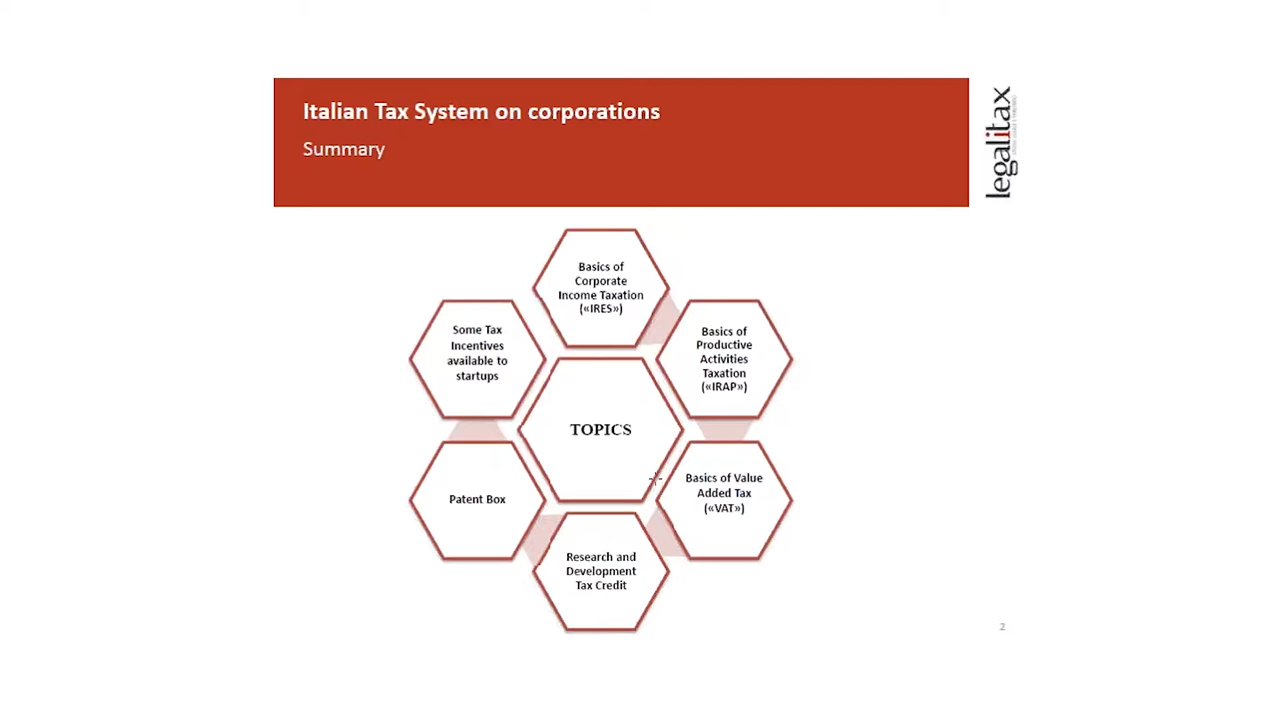 Italian Tax System on corporations
Summary
legalitax
Basics of
Corporate
Income Taxation
(«IRES»)
Basics of
Productive
Activities
Taxation
(«IRAP»)
Basics of Value
Added Tax
(«VAT»)
Research and
Development
Tax Credit
Patent Box
Some Tax
Incentives
available to
startups
TOPICS
2